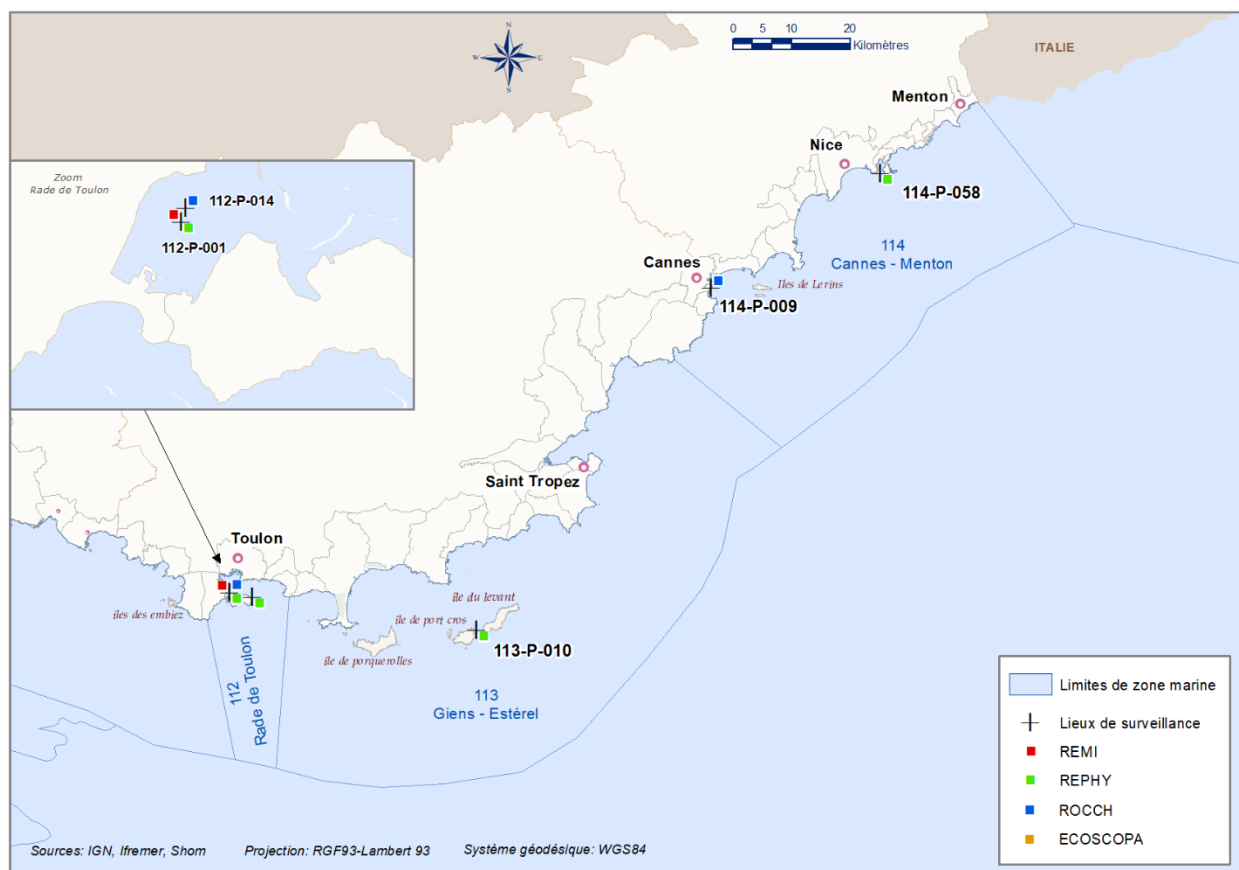 0
10
20
Kilomètres
N
W
E
S
ITALIE
Menton
Nice
114-P-058
Zoom
Rade de Toulon
112-P-014
112-P-001
114
Cannes - Menton
Cannes
Iles de Lerins
114-P-009
Saint Tropez
Toulon
îles des embiez
île du levant
île de port cros
113-P-010
île de porquerolles
112
Rade de Toulon
113
Giens - Estérel
Limites de zone marine
Lieux de surveillance
REMI
REPHY
ROCCH
ECOSCOPA
Sources: IGN, Ifremer, Shom
Projection: RGF93-Lambert 93
Système géodésique: WGS84